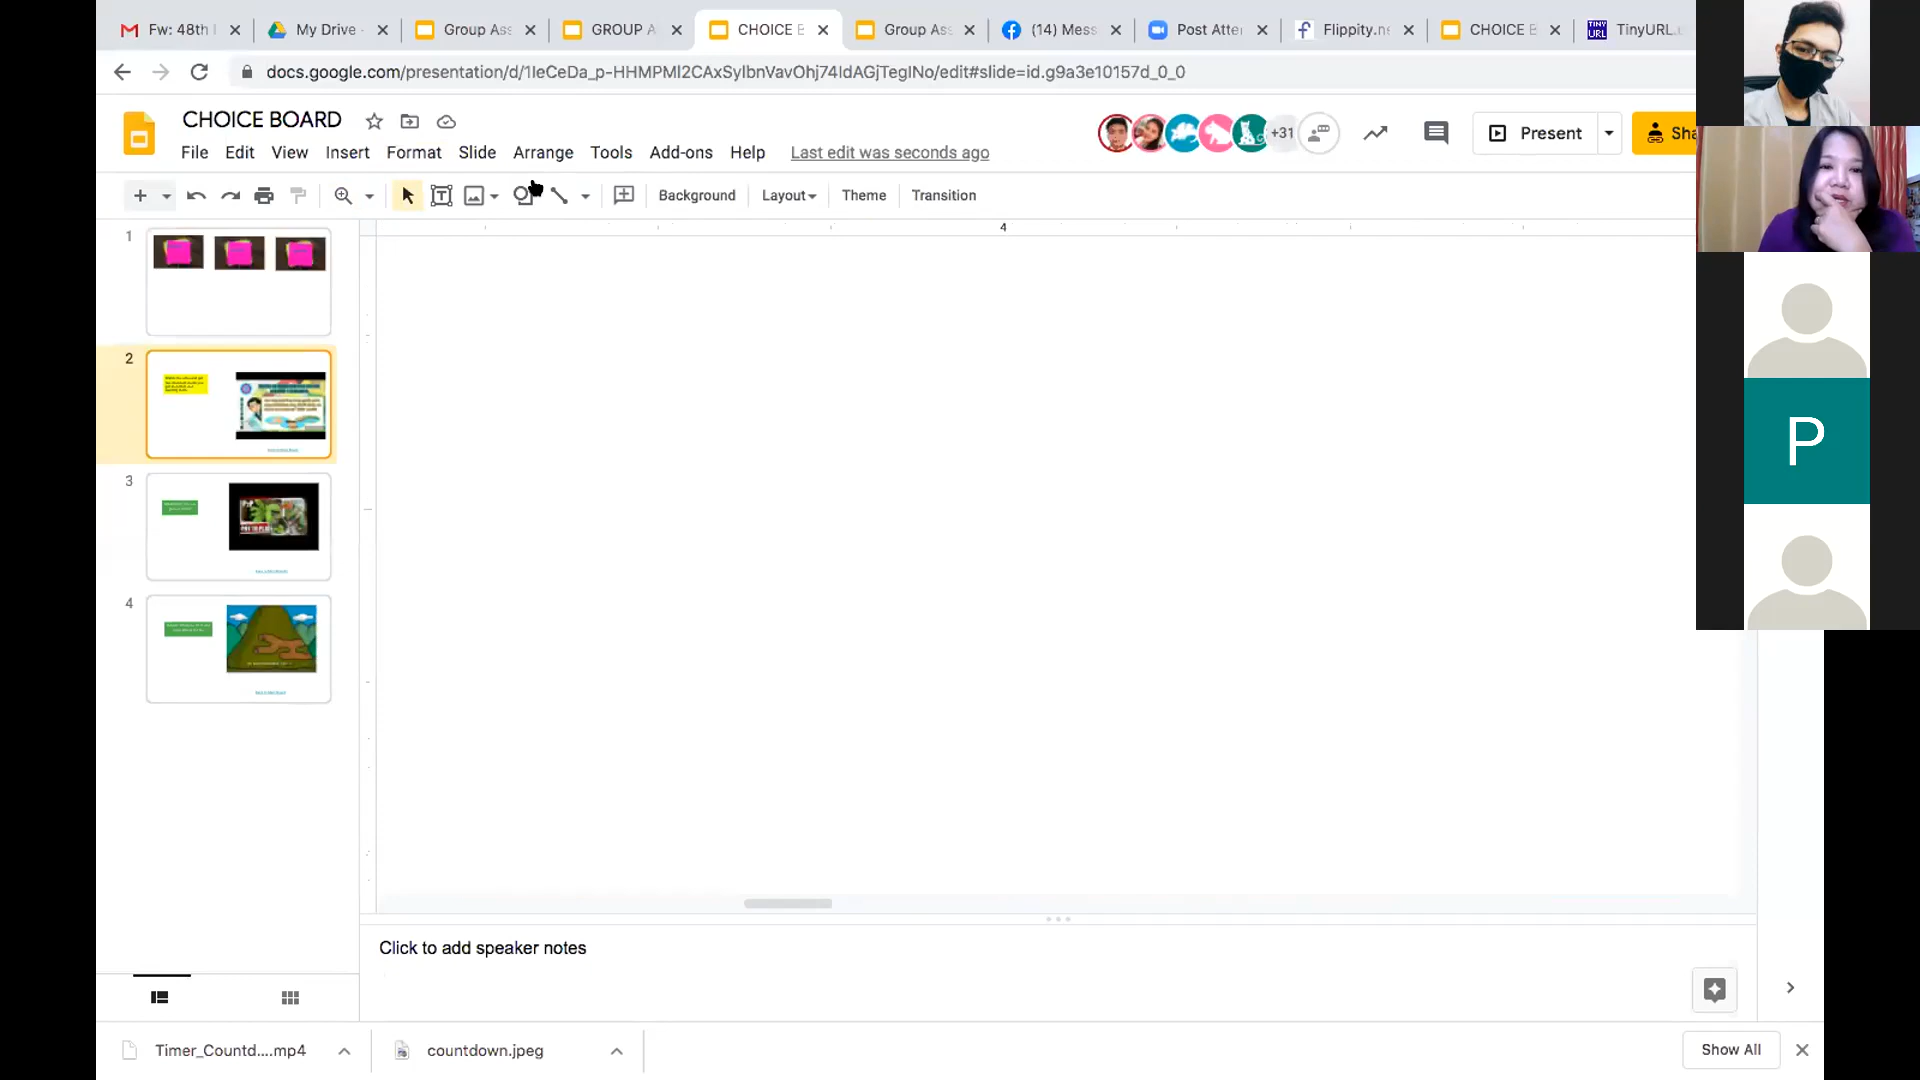 Fw: 48th
My Drive
Group Ass
GROUP A
CHOICE B
Group Ass
(14) Mess
Post Atte
Flippity.ne
CHOICE B
TinyURL.
docs.google.com/presentation/d/1IeCeDa_p-HHMPMl2CAxSylbnVavOhj74IdAGjTegINo/edit#slide=id.g9a3e10157d_0_0
CHOICE BOARD
+31
Present
Sha
File Edit View Insert Format Slide Arrange Tools Add-ons Help Last edit was seconds ago
Background Layout Theme Transition
4
1
2
3
4
P
Click to add speaker notes
Timer_Countd....mp4
countdown.jpeg
Show All